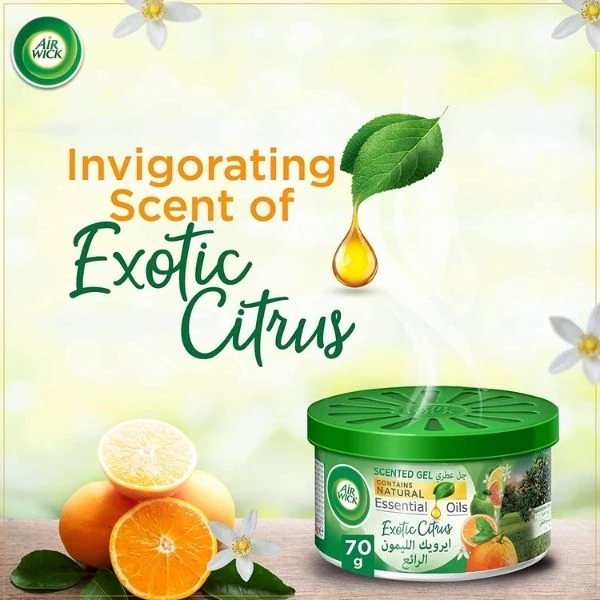 AIR
WICK
Invigorating
Scent of
Exotic
Citrus
SCENTED GEL جل عطري
CONTAINS
NATURAL
Essential Oils
AIR
WICK
Exotic Citrus
70
g
ايرويك الليمون
الرائع